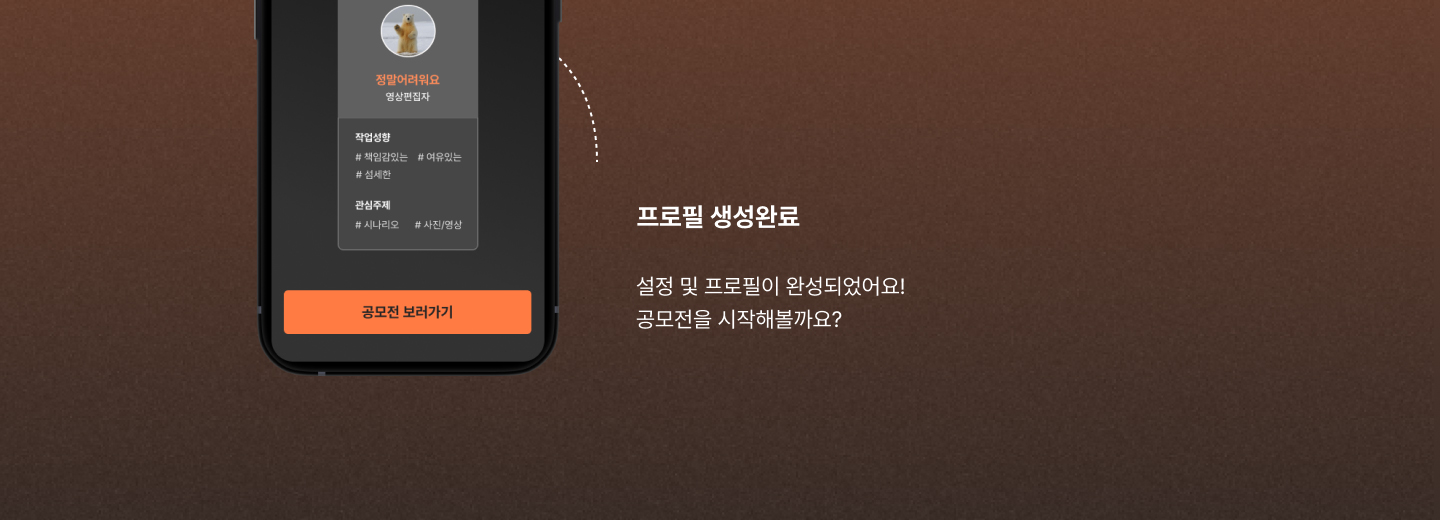 정말어려워요
영상편집자
작업성향
# 책임감있는 # 여유있는
# 섬세한
관심주제
# 시나리오 # 사진/영상
공모전 보러가기
프로필 생성완료
설정 및 프로필이 완성되었어요!
공모전을 시작해볼까요?